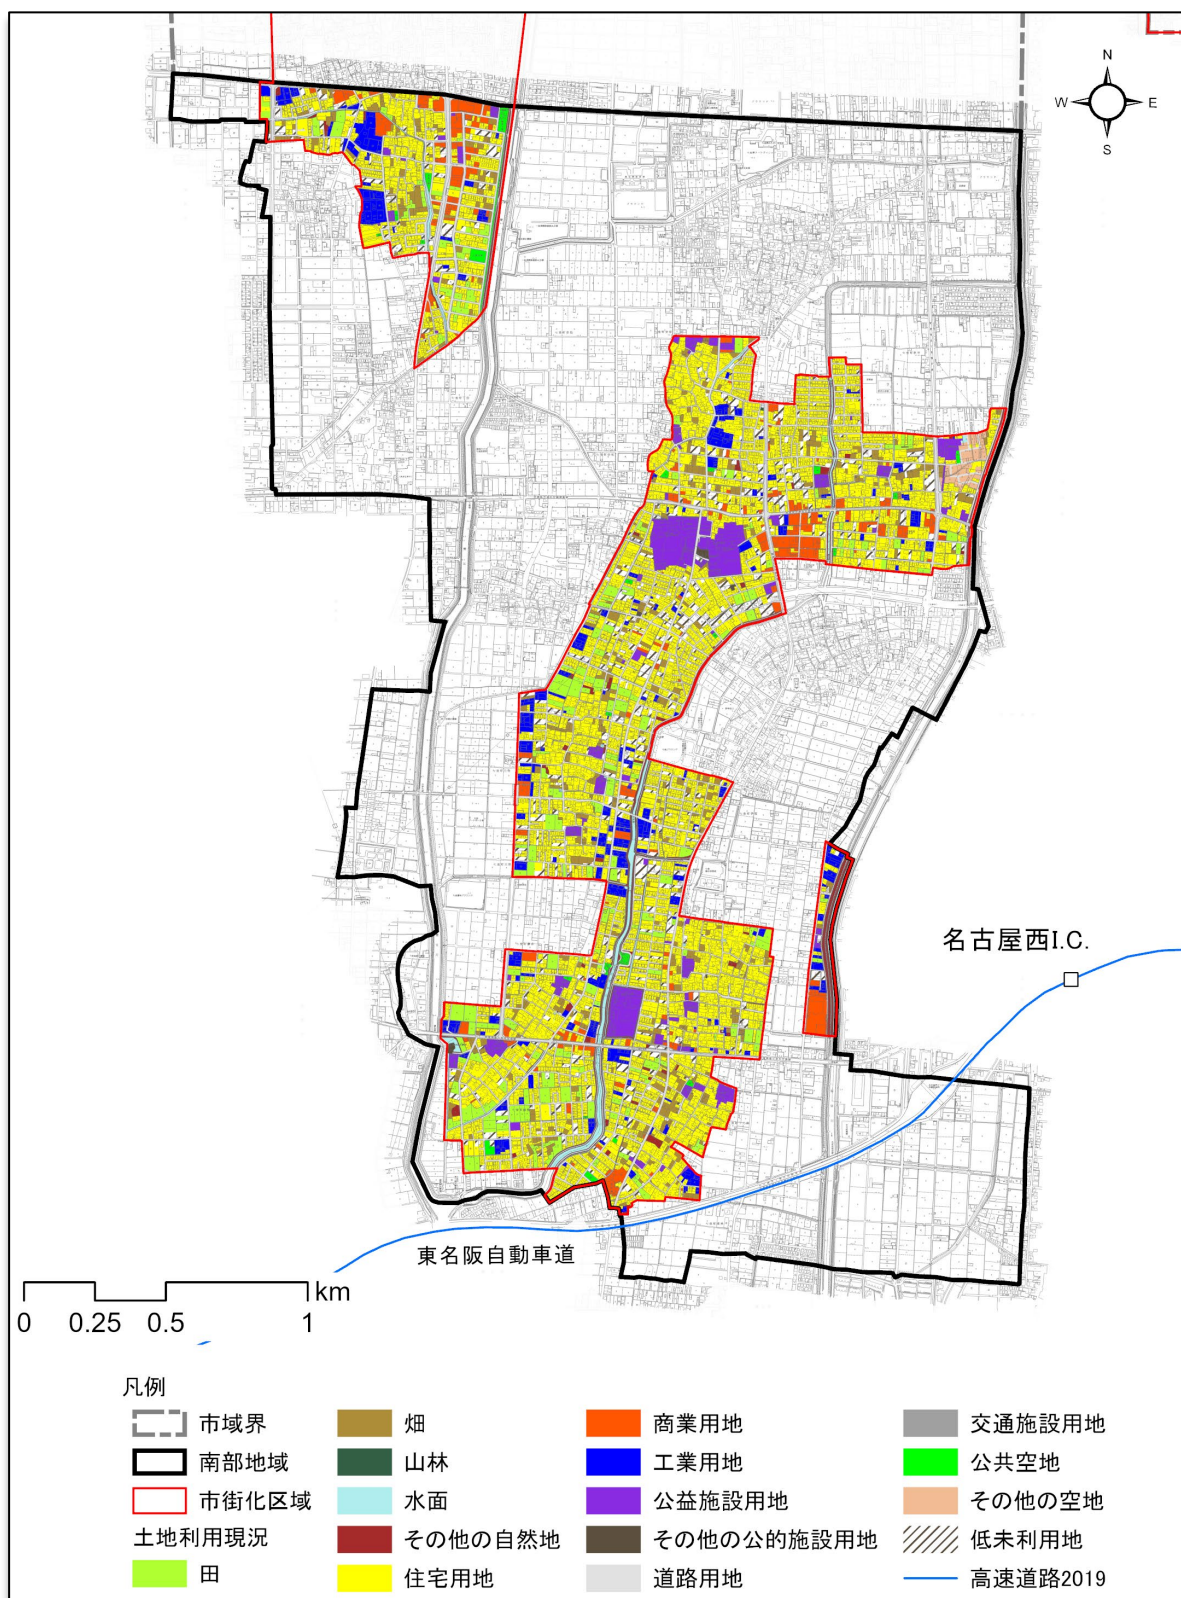 N
W E
S
名古屋西I.C.
東名阪自動車道
km
0 0.25 0.5 1
凡例
市域界
南部地域
市街化区域
土地利用現況
田
畑
山林
水面
その他の自然地
住宅用地
商業用地
工業用地
公益施設用地
その他の公的施設用地
道路用地
交通施設用地
公共空地
その他の空地
低未利用地
高速道路2019